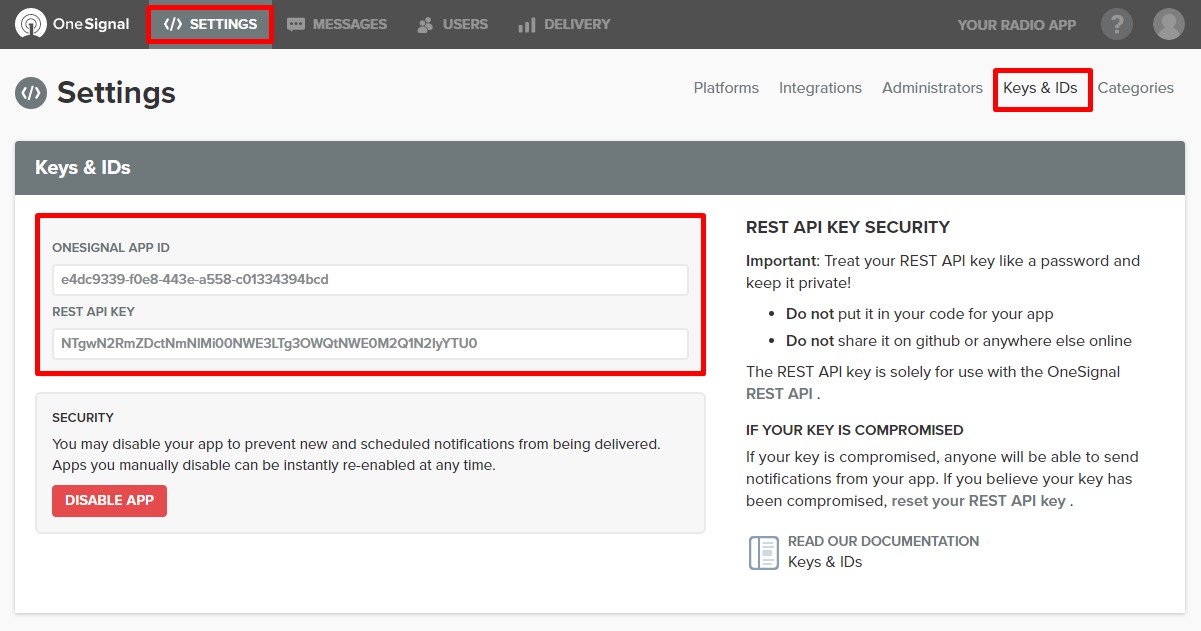 OneSignal
SETTINGS
MESSAGES
USERS
DELIVERY
YOUR RADIO APP
?
Settings
Platforms
Integrations
Administrators
Keys & IDs
Categories
Keys & IDs
ONESIGNAL APP ID
e4dc9339-f0e8-443e-a558-c01334394bcd
REST API KEY
NTgwN2RmZDctNmNlMi00NWE3LTg3OWQtNWE0M2Q1N2IyYTU0
SECURITY
You may disable your app to prevent new and scheduled notifications from being delivered.
Apps you manually disable can be instantly re-enabled at any time.
DISABLE APP
REST API KEY SECURITY
Important: Treat your REST API key like a password and
keep it private!
• Do not put it in your code for your app
• Do not share it on github or anywhere else online
The REST API key is solely for use with the OneSignal
REST API .
IF YOUR KEY IS COMPROMISED
If your key is compromised, anyone will be able to send
notifications from your app. If you believe your key has
been compromised, reset your REST API key .
READ OUR DOCUMENTATION
Keys & IDs